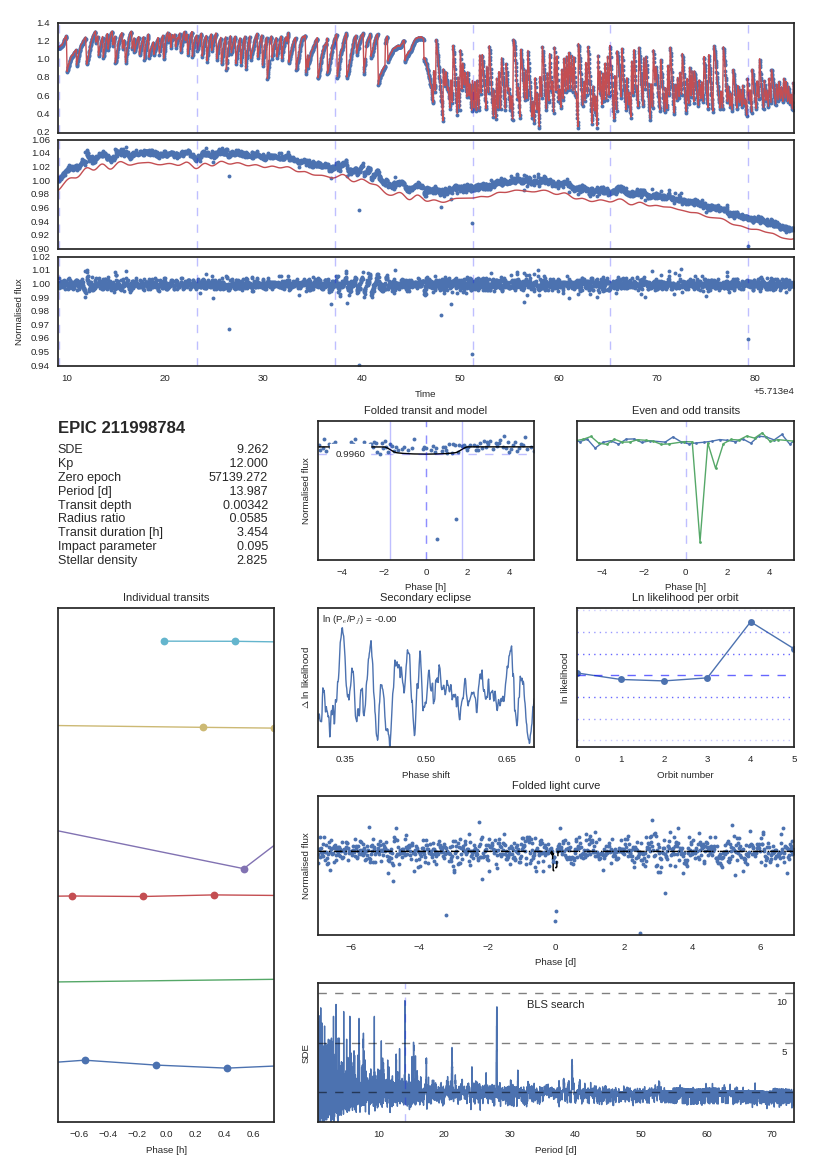 1.4
1.2
1.0
0.8
0.6
0.4
0.2
1.06
1.04
1.02
1.00
0.98
0.96
0.94
0.92
0.90
1.02
1.01
1.00
0.99
0.98
0.97
0.96
0.95
0.94
Normalised flux
10 20 30 40 50 60 70 80
Time
+5.713e4
EPIC 211998784
SDE 9.262
Kp 12.000
Zero epoch 57139.272
Period [d] 13.987
Transit depth 0.00342
Radius ratio 0.0585
Transit duration [h] 3.454
Impact parameter 0.095
Stellar density 2.825
Folded transit and model
0.9960
Normalised flux
−4 −2 0 2 4
Phase [h]
Even and odd transits
−4 −2 0 2 4
Phase [h]
Individual transits
−0.6 −0.4 −0.2 0.0 0.2 0.4 0.6
Phase [h]
Secondary eclipse
ln (Pₑ/P𝒻) = -0.00
Δ ln likelihood
0.35 0.50 0.65
Phase shift
Ln likelihood per orbit
ln likelihood
0 1 2 3 4 5
Orbit number
Folded light curve
Normalised flux
−6 −4 −2 0 2 4 6
Phase [d]
BLS search
10
5
SDE
10 20 30 40 50 60 70
Period [d]